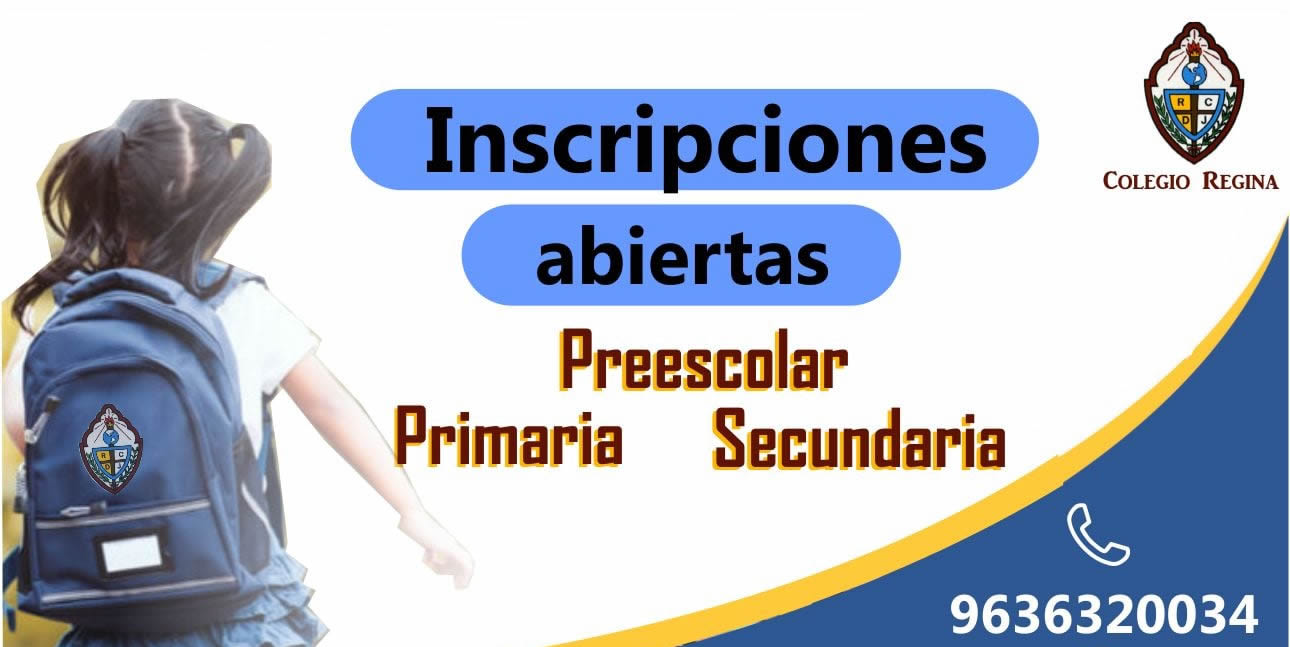 Inscripciones
abiertas
R C
D J
COLEGIO REGINA
Preescolar
Primaria Secundaria
R C
D J
9636320034